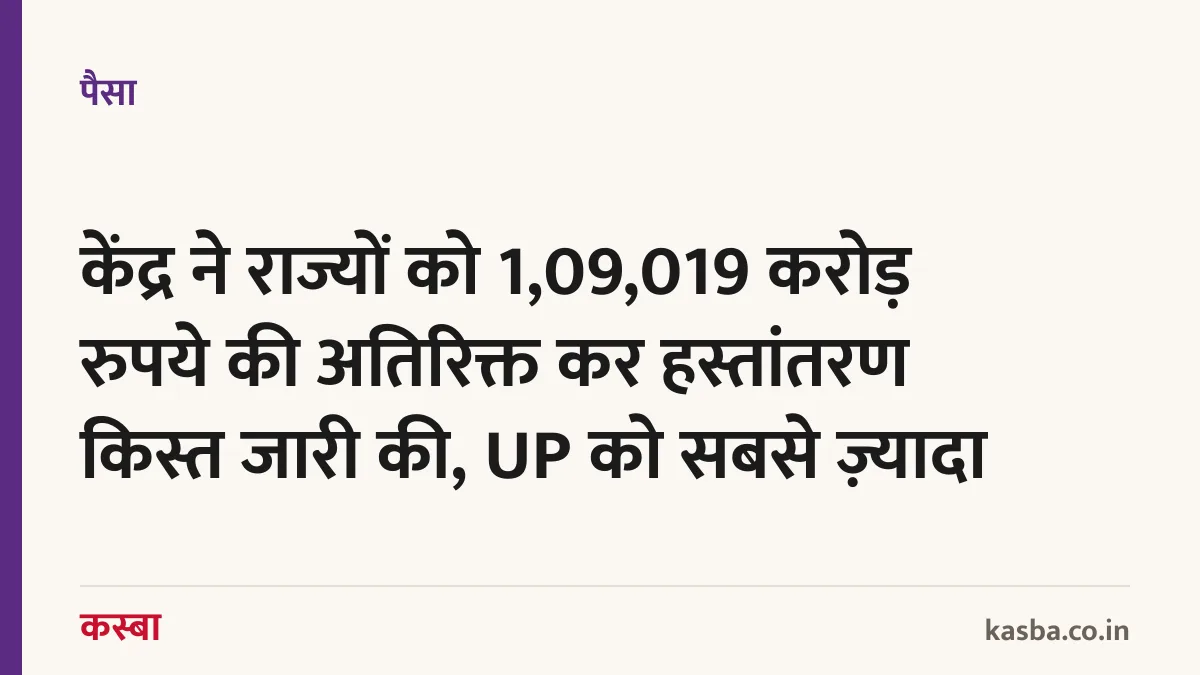 पैसा
केंद्र ने राज्यों को 1,09,019 करोड़
रुपये की अतिरिक्त कर हस्तांतरण
किस्त जारी की, UP को सबसे ज़्यादा
कस्बा
kasba.co.in